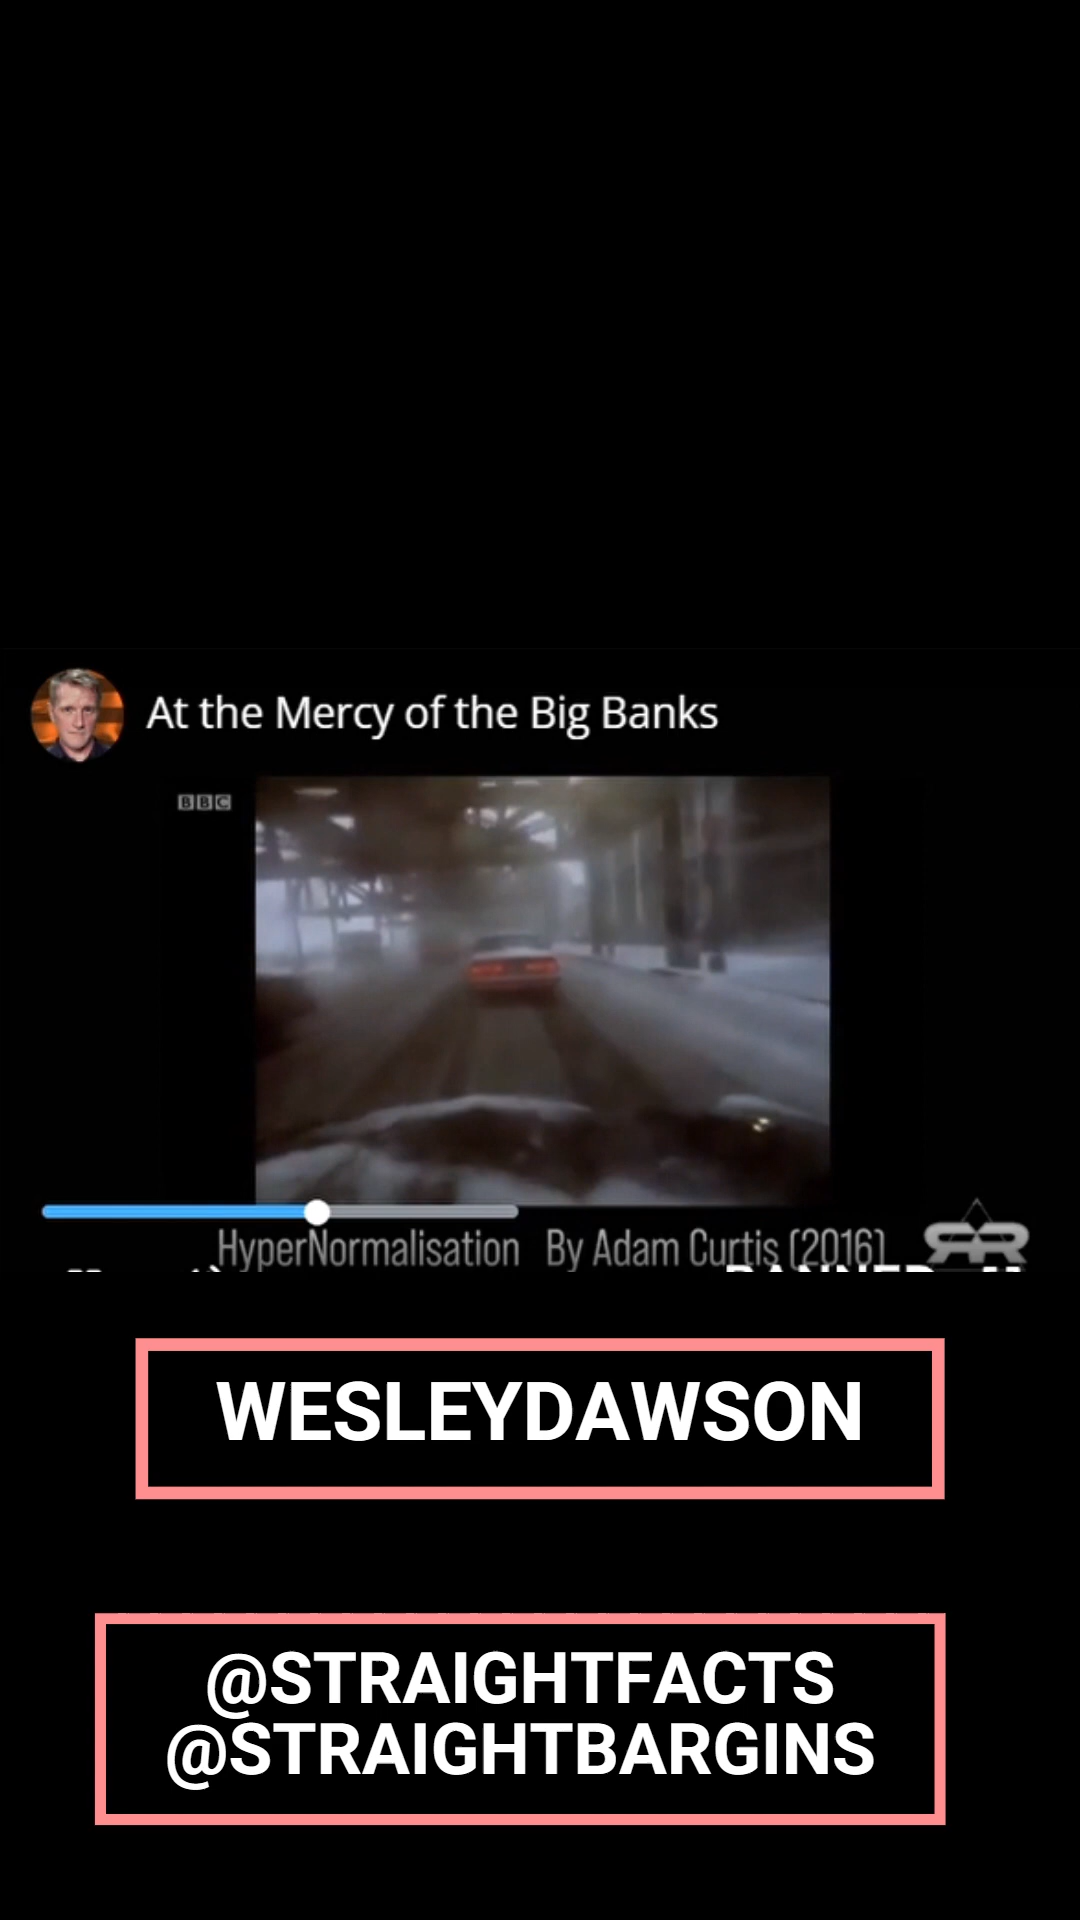 At the Mercy of the Big Banks
BBC
HyperNormalisation By Adam Curtis (2016)
WESLEYDAWSON
@STRAIGHTFACTS
@STRAIGHTBARGINS